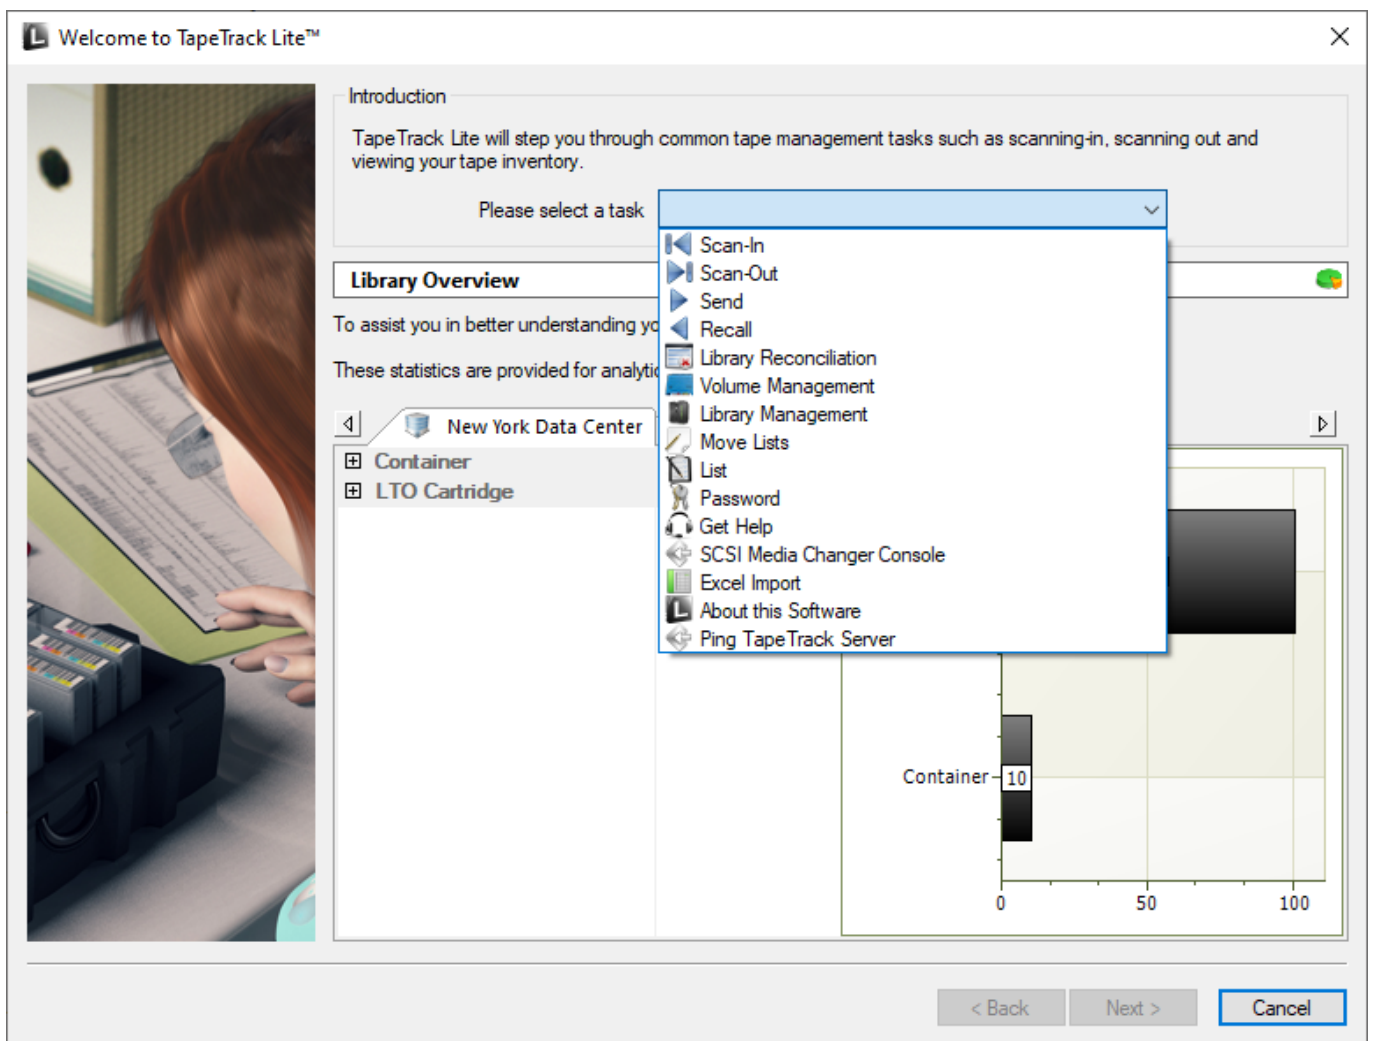 Welcome to TapeTrack Lite™
Introduction
TapeTrack Lite will step you through common tape management tasks such as scanning-in, scanning out and
viewing your tape inventory.
Please select a task
Scan-In
Scan-Out
Send
Recall
Library Reconciliation
Volume Management
Library Management
Move Lists
List
Password
Get Help
SCSI Media Changer Console
Excel Import
About this Software
Ping TapeTrack Server
Library Overview
To assist you in better understanding
These statistics are provided for
New York Data Center
Container
LTO Cartridge
Container
10
0 50 100
< Back Next > Cancel